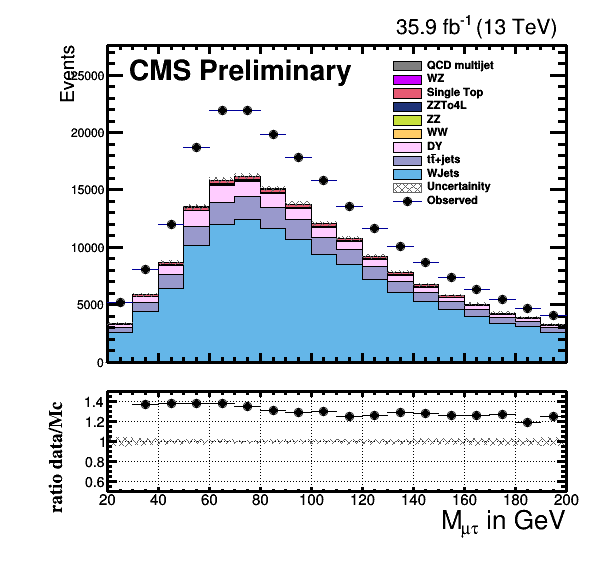 35.9 fb⁻¹ (13 TeV)
Events
CMS Preliminary
25000
20000
15000
10000
5000
0
QCD multijet
WZ
Single Top
ZZTo4L
ZZ
WW
DY
tt̄+jets
WJets
Uncertainity
Observed
ratio data/Mc
1.4
1.2
1
0.8
0.6
20 40 60 80 100 120 140 160 180 200
Mμτ in GeV